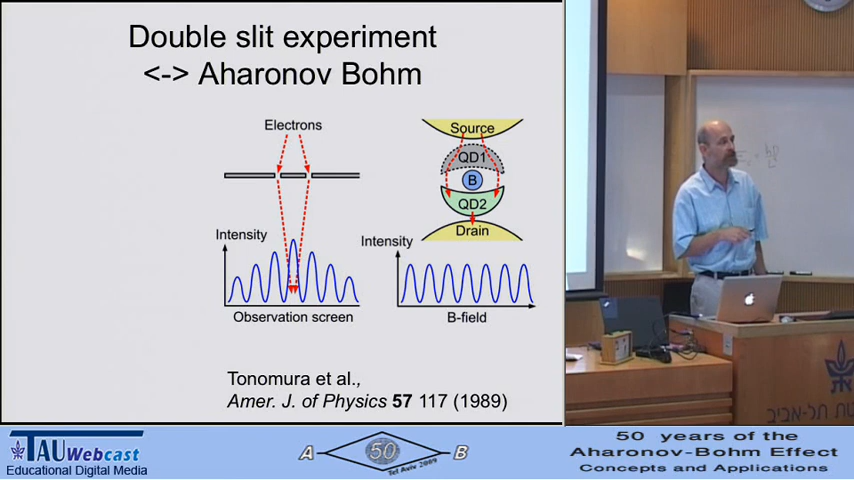 Double slit experiment
<-> Aharonov Bohm
Electrons
Intensity
Observation screen
Source
QD1
B
QD2
Drain
Intensity
B-field
Tonomura et al.,
Amer. J. of Physics 57 117 (1989)
TAU Webcast
Educational Digital Media
A 50 B
Tel Aviv 2009
50 years of the
Aharonov-Bohm Effect
Concepts and Applications